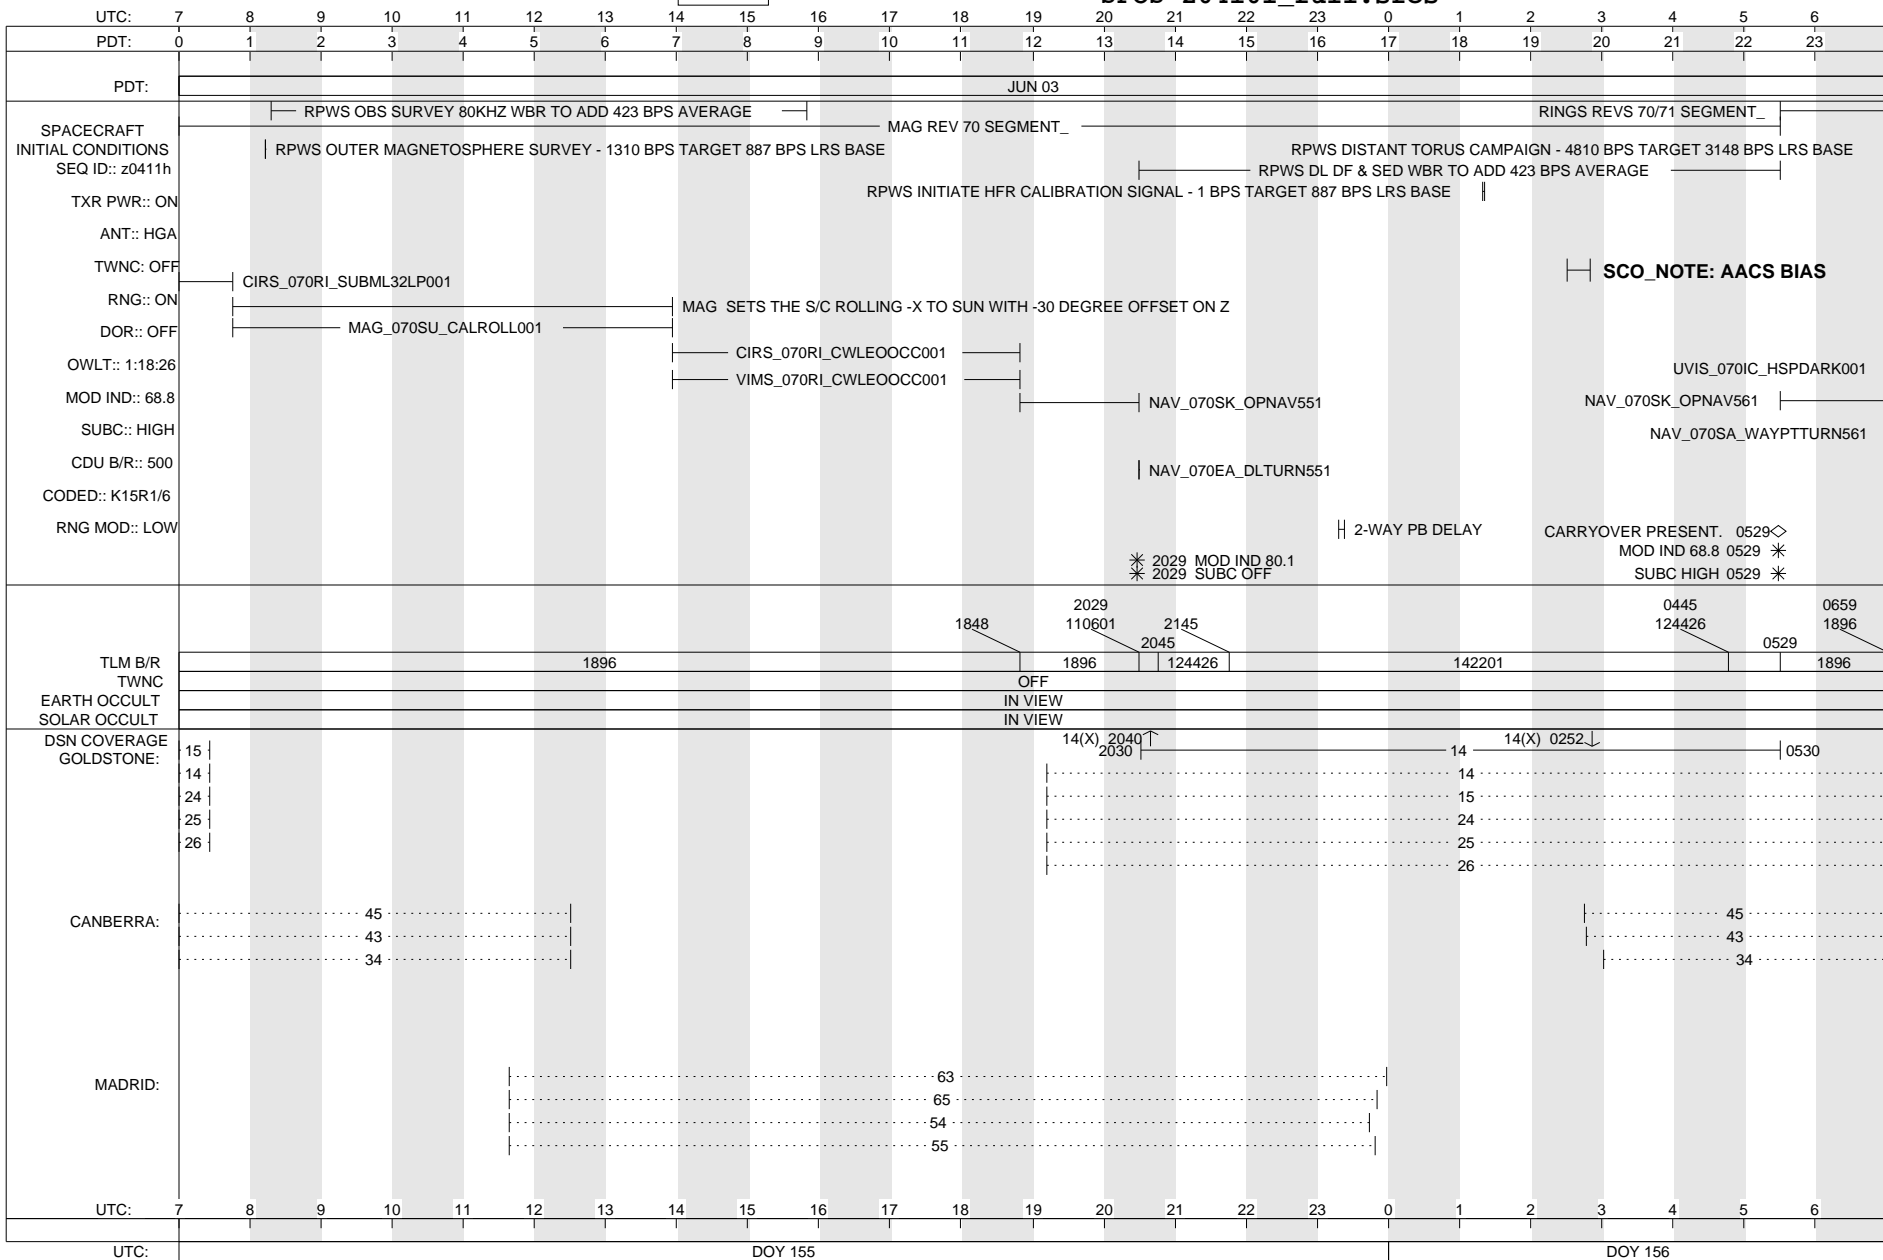 UTC: 7 8 9 10 11 12 13 14 15 16 17 18 19 20 21 22 23 0 1 2 3 4 5 6
PDT: 0 1 2 3 4 5 6 7 8 9 10 11 12 13 14 15 16 17 18 19 20 21 22 23
PDT: JUN 03
RPWS OBS SURVEY 80KHZ WBR TO ADD 423 BPS AVERAGE RINGS REVS 70/71 SEGMENT_
SPACECRAFT MAG REV 70 SEGMENT_
INITIAL CONDITIONS RPWS OUTER MAGNETOSPHERE SURVEY - 1310 BPS TARGET 887 BPS LRS BASE RPWS DISTANT TORUS CAMPAIGN - 4810 BPS TARGET 3148 BPS LRS BASE
SEQ ID:: z0411h RPWS DL DF & SED WBR TO ADD 423 BPS AVERAGE
RPWS INITIATE HFR CALIBRATION SIGNAL - 1 BPS TARGET 887 BPS LRS BASE
TXR PWR:: ON
ANT:: HGA
TWNC: OFF SCO_NOTE: AACS BIAS
CIRS_070RI_SUBML32LP001
RNG:: ON MAG SETS THE S/C ROLLING -X TO SUN WITH -30 DEGREE OFFSET ON Z
DOR:: OFF MAG_070SU_CALROLL001
CIRS_070RI_CWLEOOCC001
OWLT:: 1:18:26 UVIS_070IC_HSPDARK001
VIMS_070RI_CWLEOOCC001
MOD IND:: 68.8 NAV_070SK_OPNAV551 NAV_070SK_OPNAV561
SUBC:: HIGH NAV_070SA_WAYPTTURN561
CDU B/R:: 500 NAV_070EA_DLTURN551
CODED:: K15R1/6
RNG MOD:: LOW 2-WAY PB DELAY CARRYOVER PRESENT. 0529
MOD IND 68.8 0529
2029 MOD IND 80.1
2029 SUBC OFF SUBC HIGH 0529
2029 0445 0659
1848 110601 2145 124426 1896
2045 0529
TLM B/R 1896 1896 124426 142201 1896
TWNC OFF
EARTH OCCULT IN VIEW
SOLAR OCCULT IN VIEW
DSN COVERAGE 14(X) 2040 14(X) 0252
GOLDSTONE: 15 2030 14 0530
14 14
24 15
25 24
26 25
26
CANBERRA: 45 45
43 43
34 34
MADRID: 63
65
54
55
UTC: 7 8 9 10 11 12 13 14 15 16 17 18 19 20 21 22 23 0 1 2 3 4 5 6
UTC: DOY 155 DOY 156